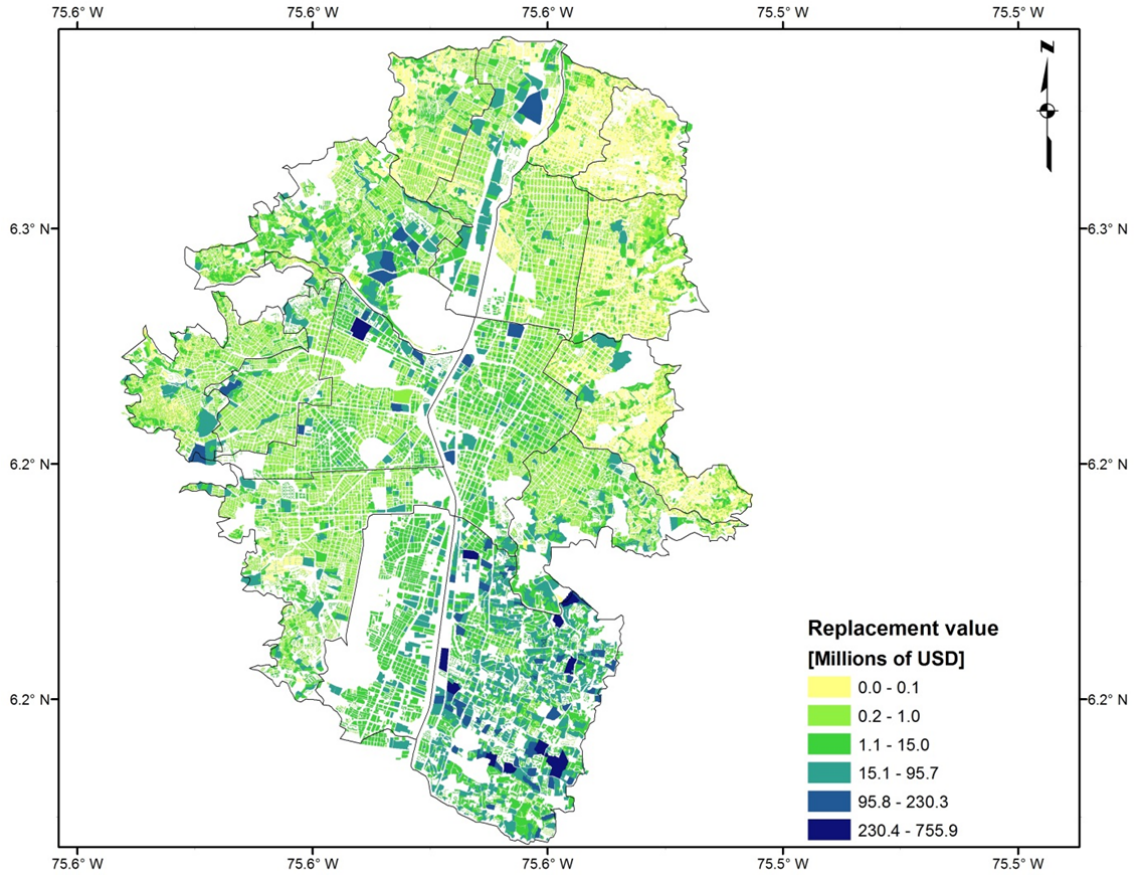 75.6° W 75.6° W 75.6° W 75.5° W 75.5° W
N
6.3° N 6.3° N
6.2° N 6.2° N
6.2° N 6.2° N
Replacement value
[Millions of USD]
0.0 - 0.1
0.2 - 1.0
1.1 - 15.0
15.1 - 95.7
95.8 - 230.3
230.4 - 755.9
75.6° W 75.6° W 75.6° W 75.5° W 75.5° W